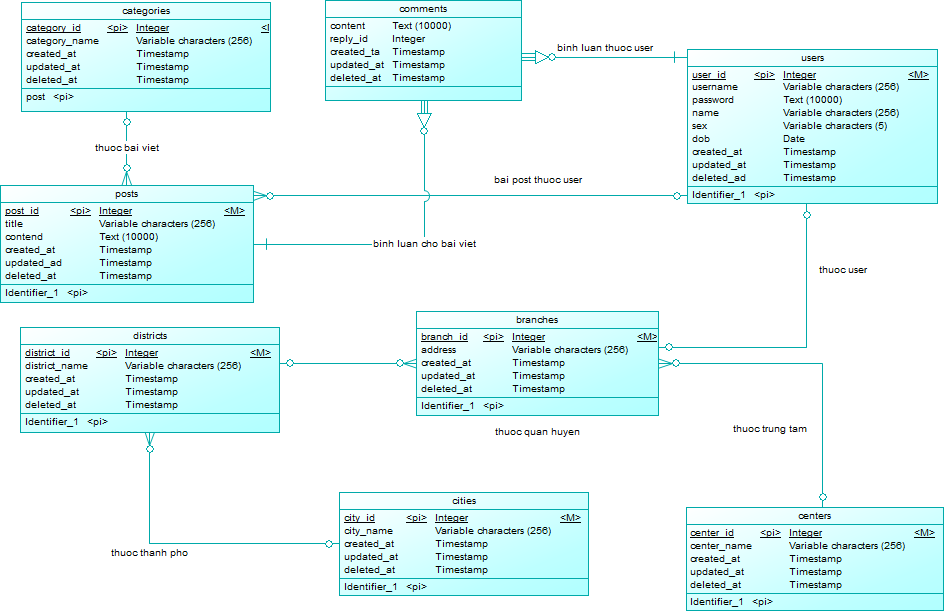 categories
category_id <pi> Integer <I
category_name Variable characters (256)
created_at Timestamp
updated_at Timestamp
deleted_at Timestamp
post <pi>
comments
content Text (10000)
reply_id Integer
created_ta Timestamp
updated_at Timestamp
deleted_at Timestamp
binh luan thuoc user
users
user_id <pi> Integer <M>
username Variable characters (256)
password Text (10000)
name Variable characters (256)
sex Variable characters (5)
dob Date
created_at Timestamp
updated_at Timestamp
deleted_ad Timestamp
Identifier_1 <pi>
thuoc bai viet
bai post thuoc user
posts
post_id <pi> Integer <M>
title Variable characters (256)
contend Text (10000)
created_at Timestamp
updated_ad Timestamp
deleted_at Timestamp
Identifier_1 <pi>
binh luan cho bai viet
thuoc user
districts
district_id <pi> Integer <M>
district_name Variable characters (256)
created_at Timestamp
updated_at Timestamp
deleted_at Timestamp
Identifier_1 <pi>
branches
branch_id <pi> Integer <M>
address Variable characters (256)
created_at Timestamp
updated_at Timestamp
deleted_at Timestamp
Identifier_1 <pi>
thuoc quan huyen
thuoc trung tam
thuoc thanh pho
cities
city_id <pi> Integer <M>
city_name Variable characters (256)
created_at Timestamp
updated_at Timestamp
deleted_at Timestamp
Identifier_1 <pi>
centers
center_id <pi> Integer <M>
center_name Variable characters (256)
created_at Timestamp
updated_at Timestamp
deleted_at Timestamp
Identifier_1 <pi>